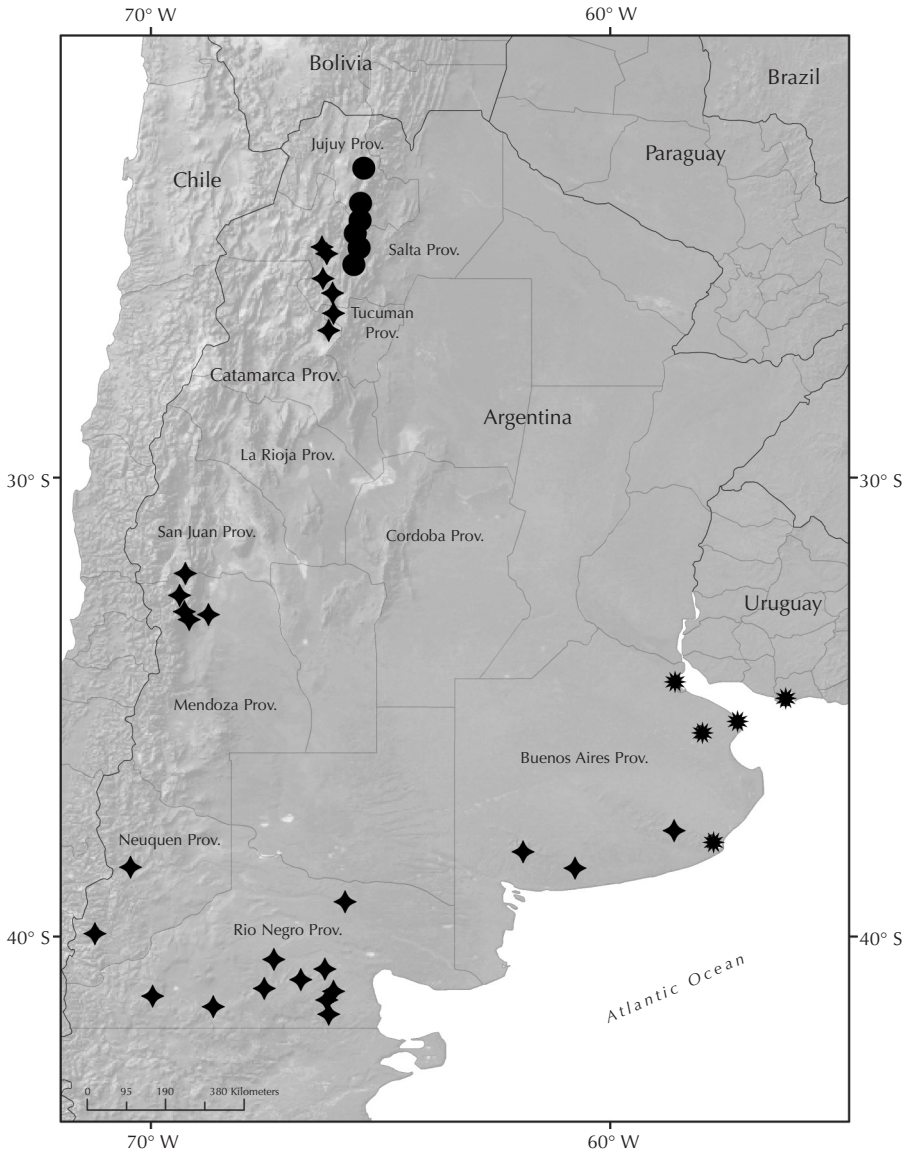 70° W
60° W
Bolivia
Brazil
Jujuy Prov.
Paraguay
Chile
Salta Prov.
Tucuman
Prov.
Catamarca Prov.
Argentina
La Rioja Prov.
30° S
30° S
San Juan Prov.
Cordoba Prov.
Uruguay
Mendoza Prov.
Buenos Aires Prov.
Neuquen Prov.
Rio Negro Prov.
40° S
40° S
Atlantic Ocean
0 95 190 380 Kilometers
70° W
60° W